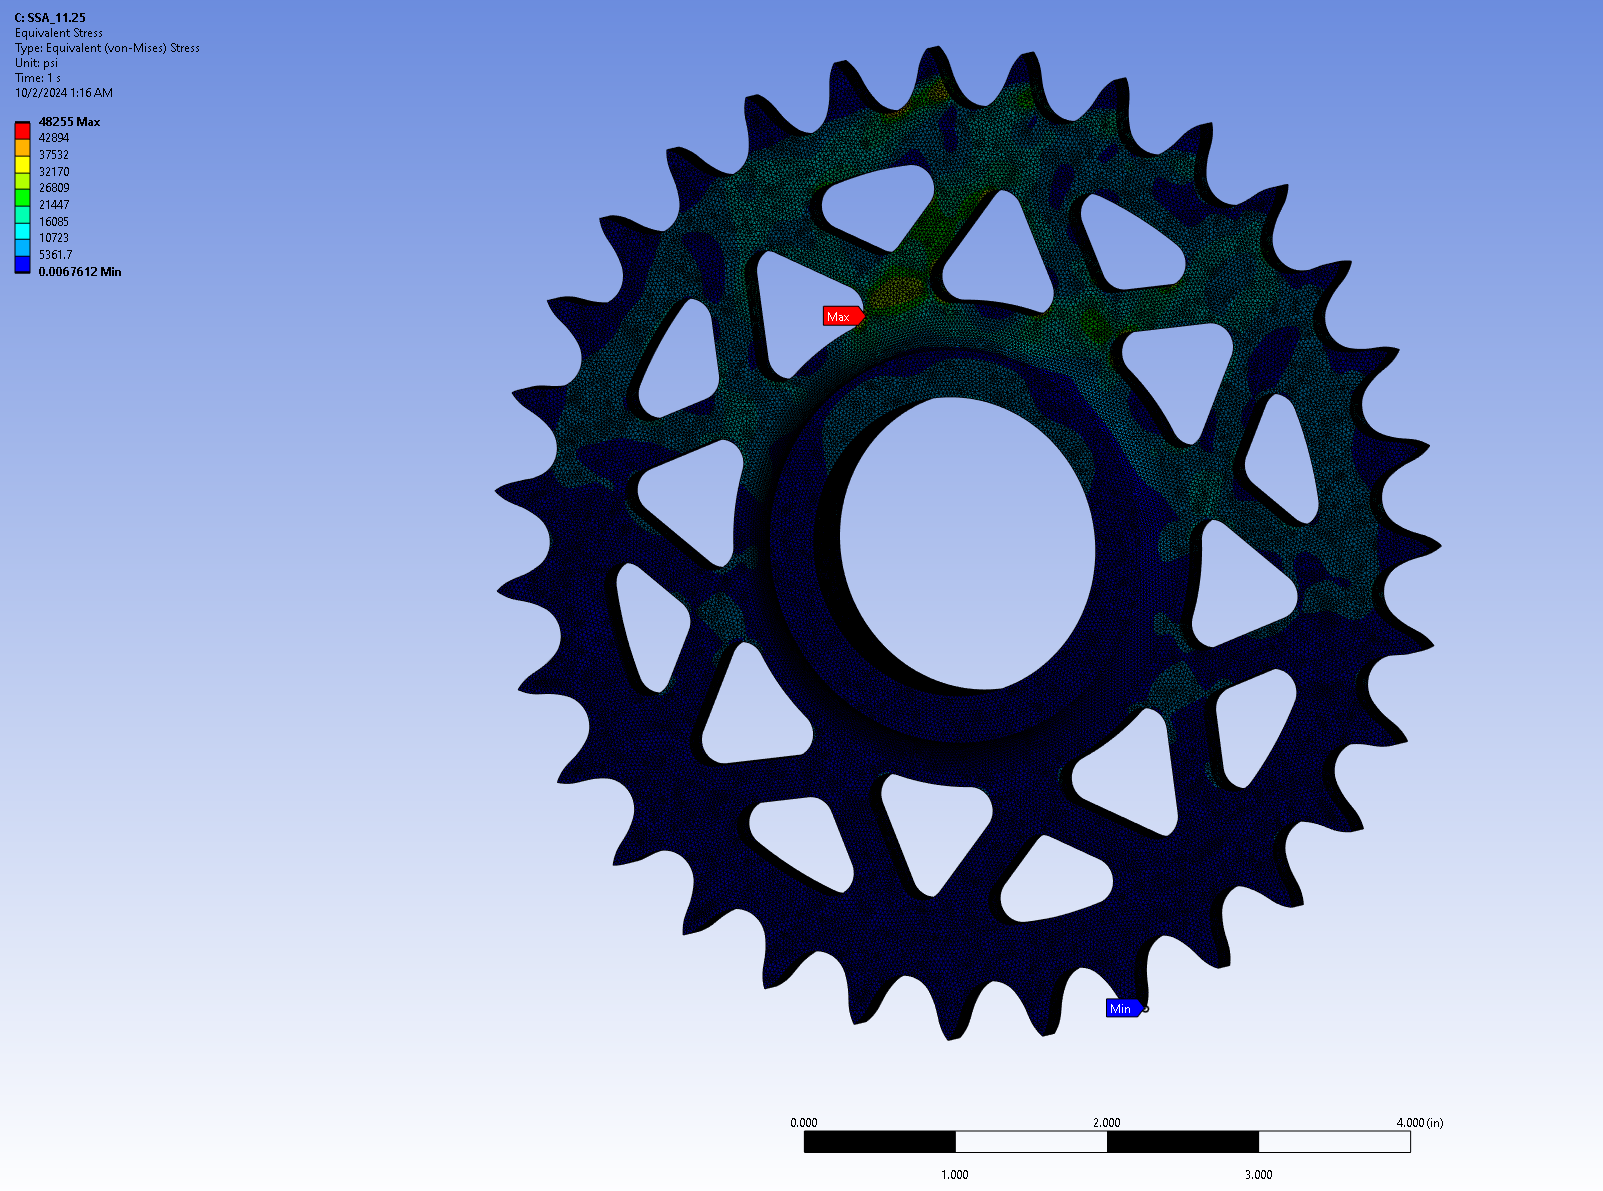 C: SSA_11.25
Equivalent Stress
Type: Equivalent (von-Mises) Stress
Unit: psi
Time: 1 s
10/2/2024 1:16 AM
48255 Max
42894
37532
32170
26809
21447
16085
10723
5361.7
0.0067612 Min
Max
Min
0.000 2.000 4.000 (in)
1.000 3.000